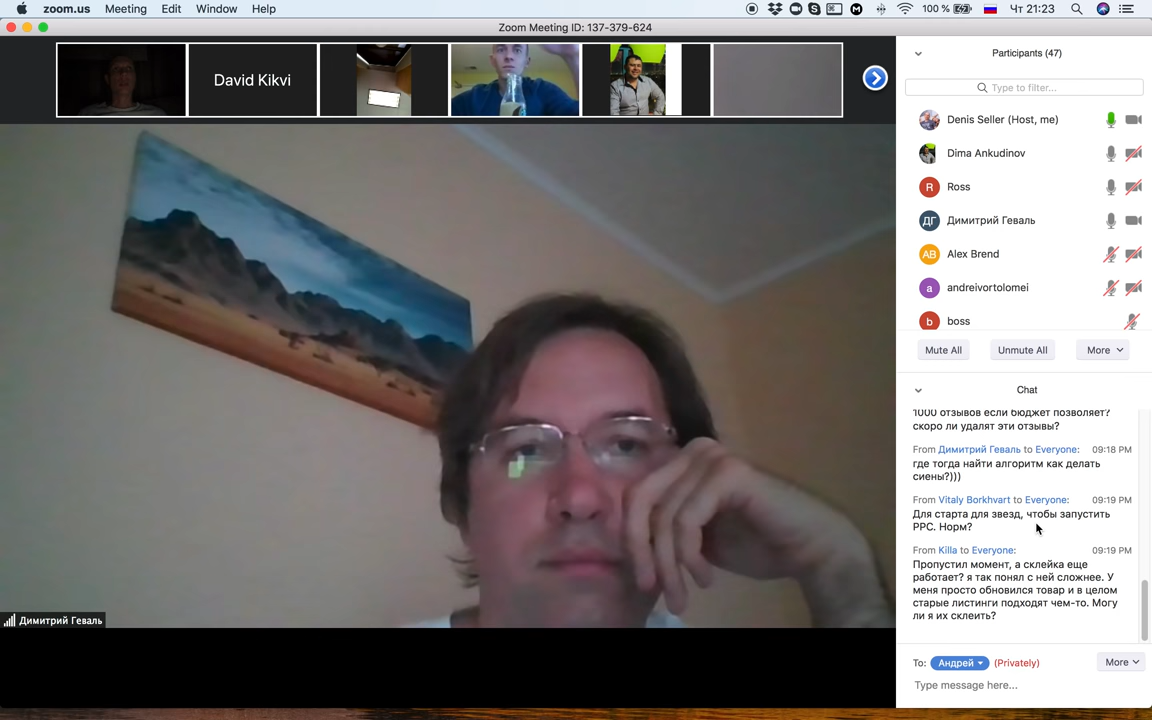 zoom.us Meeting Edit Window Help 100 % Чт 21:23
Zoom Meeting ID: 137-379-624
David Kikvi
Димитрий Геваль
Participants (47)
Type to filter...
Denis Seller (Host, me)
Dima Ankudinov
R Ross
ДГ Димитрий Геваль
AB Alex Brend
a andreivortolomei
b boss
Mute All Unmute All More
Chat
1000 отзывов если бюджет позволяет?
скоро ли удалят эти отзывы?
From Димитрий Геваль to Everyone: 09:18 PM
где тогда найти алгоритм как делать
сиены?)))
From Vitaly Borkhvart to Everyone: 09:19 PM
Для старта для звезд, чтобы запустить
PPC. Норм?
From Killa to Everyone: 09:19 PM
Пропустил момент, а склейка еще
работает? я так понял с ней сложнее. У
меня просто обновился товар и в целом
старые листинги подходят чем-то. Могу
ли я их склеить?
To: Андрей (Privately) More
Type message here...